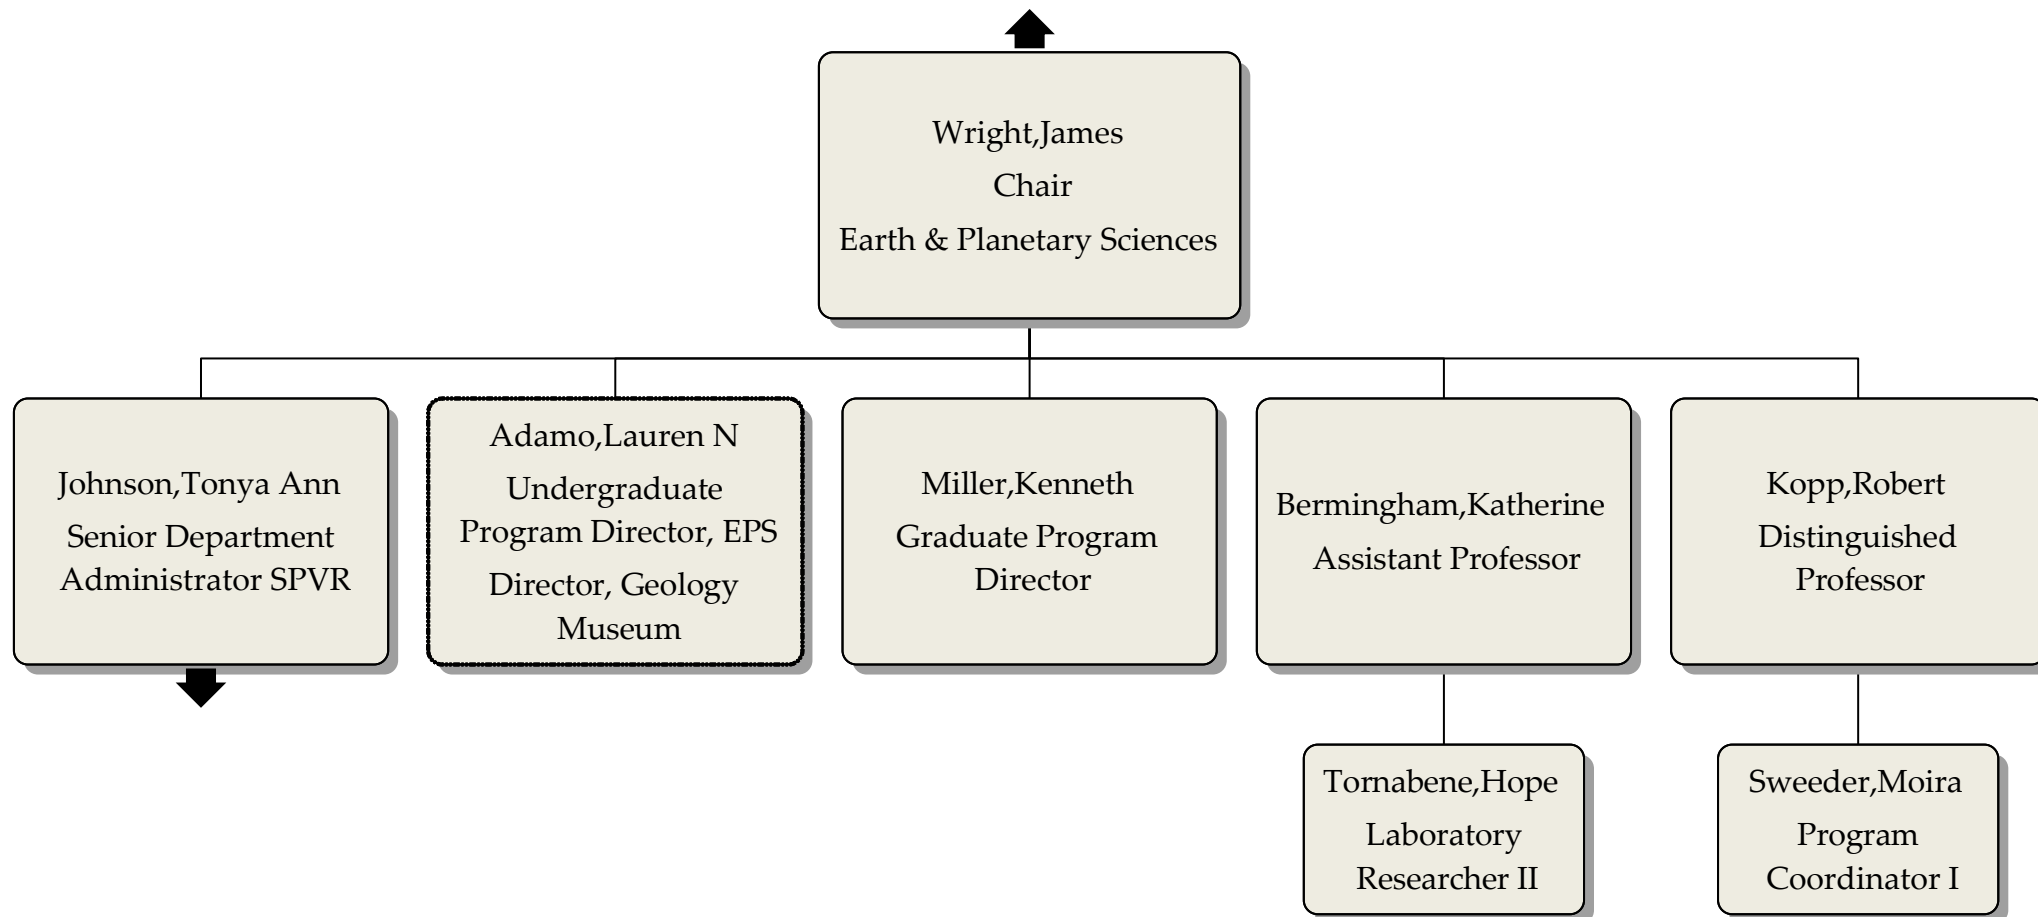 Wright,James
Chair
Earth & Planetary Sciences
Johnson,Tonya Ann
Senior Department
Administrator SPVR
Adamo,Lauren N
Undergraduate
Program Director, EPS
Director, Geology
Museum
Miller,Kenneth
Graduate Program
Director
Bermingham,Katherine
Assistant Professor
Kopp,Robert
Distinguished
Professor
Tornabene,Hope
Laboratory
Researcher II
Sweeder,Moira
Program
Coordinator I